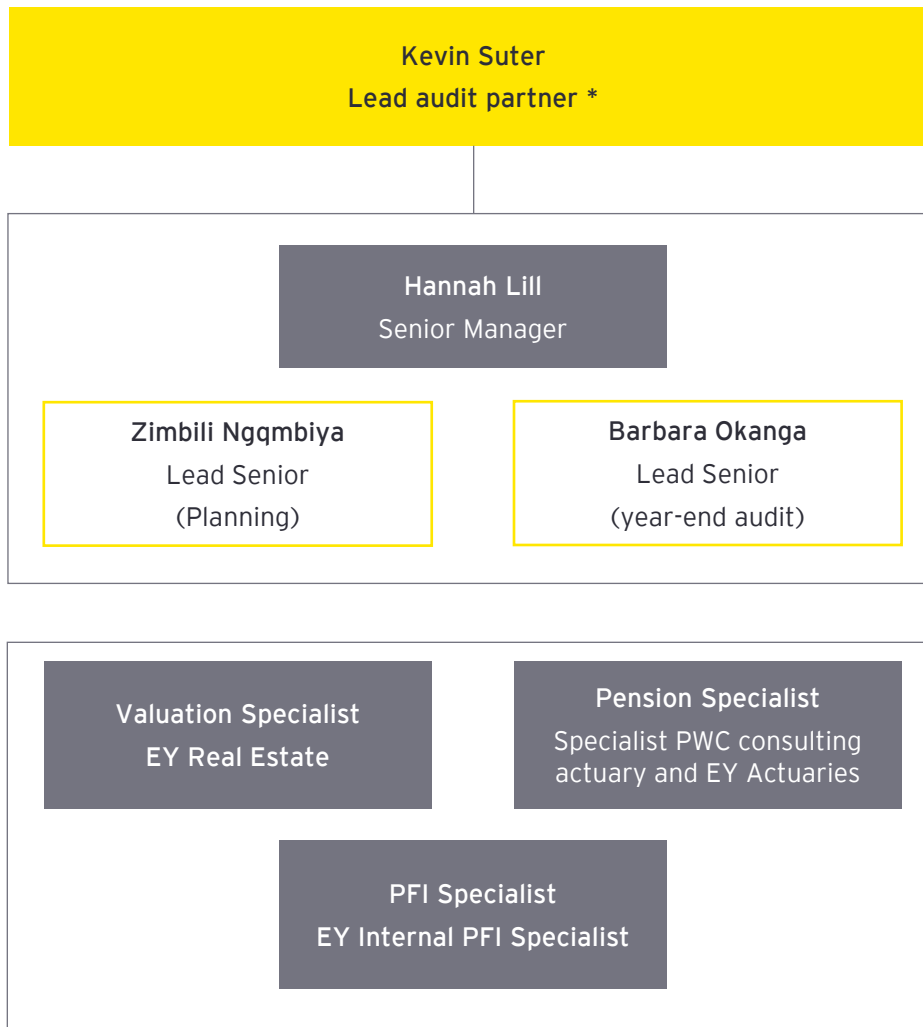 Kevin Suter
Lead audit partner *
Hannah Lill
Senior Manager
Zimbili Ngqmbiya
Lead Senior
(Planning)
Barbara Okanga
Lead Senior
(year-end audit)
Valuation Specialist
EY Real Estate
Pension Specialist
Specialist PWC consulting
actuary and EY Actuaries
PFI Specialist
EY Internal PFI Specialist